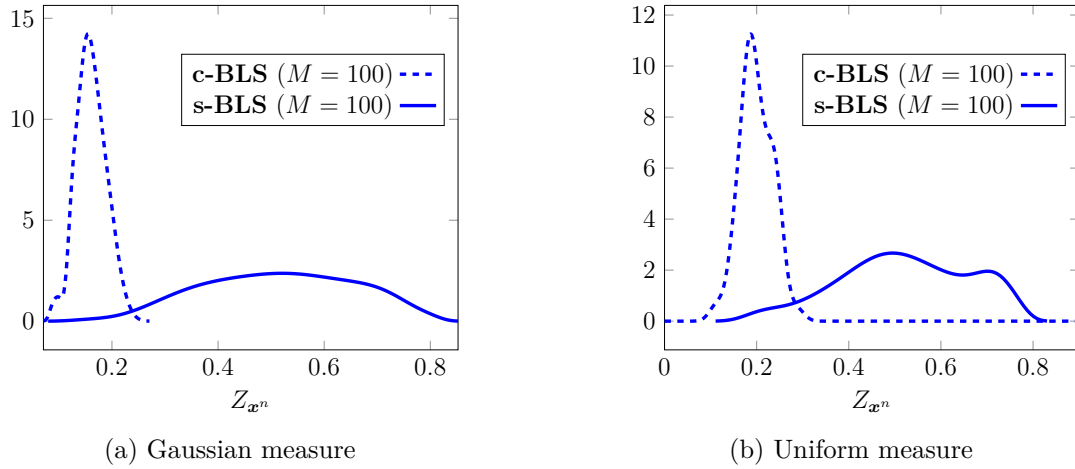 15
10
5
0
0.2
0.4
0.6
0.8
c-BLS (M = 100)
s-BLS (M = 100)
Z_{x^n}
(a) Gaussian measure
12
10
8
6
4
2
0
0
0.2
0.4
0.6
0.8
c-BLS (M = 100)
s-BLS (M = 100)
Z_{x^n}
(b) Uniform measure